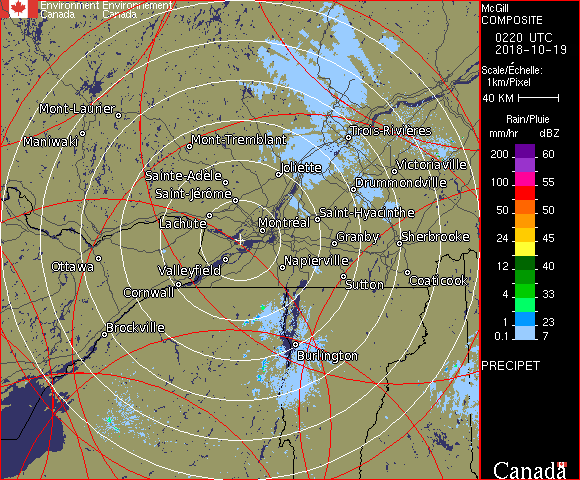 Environment Environnement
Canada Canada
McGill
COMPOSITE
0220 UTC
2018-10-19
Scale/Échelle:
1km/Pixel
40 KM
Rain/Pluie
mm/hr dBZ
200 60
100 55
50 50
24 45
12 40
4 33
1 23
0.1 7
PRECIPET
Canada
Mont-Laurier
Maniwaki
Mont-Tremblant
Trois-Rivières
Joliette
Victoriaville
Sainte-Adèle
Drummondville
Saint-Jérôme
Lachute
Saint-Hyacinthe
Montréal
Granby
Sherbrooke
Ottawa
Valleyfield
Napierville
Cornwall
Sutton
Coaticook
Brockville
Burlington